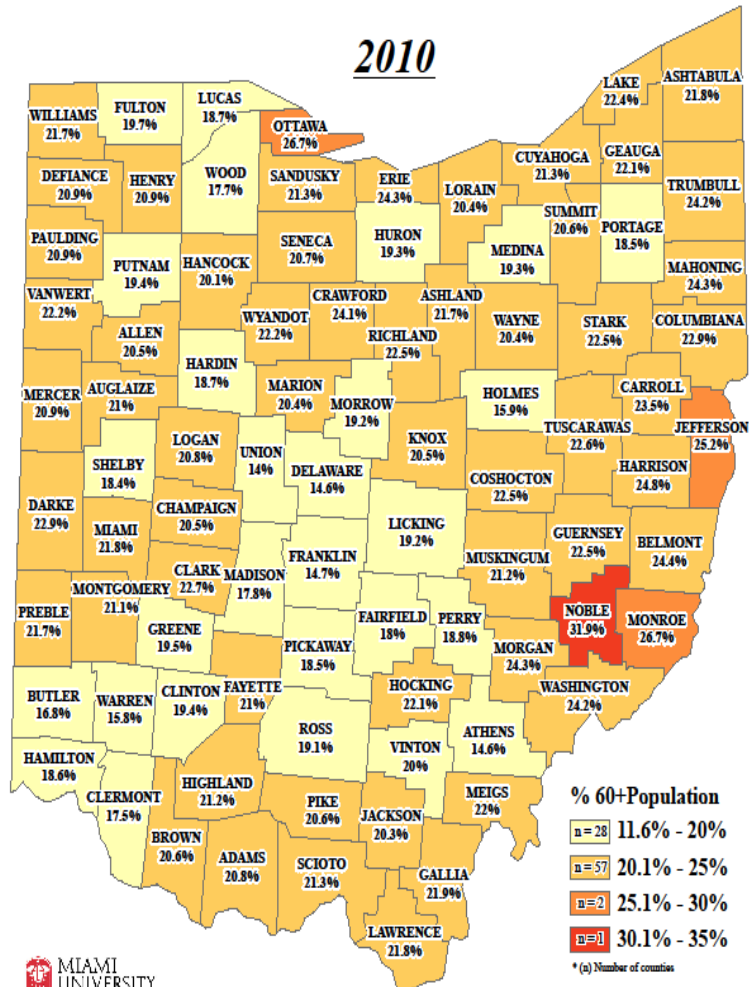 2010
WILLIAMS
21.7%
FULTON
19.7%
LUCAS
18.7%
OTTAWA
26.7%
LAKE
22.4%
ASHTABULA
21.8%
DEFIANCE
20.9%
HENRY
20.9%
WOOD
17.7%
SANDUSKY
21.3%
ERIE
24.3%
LORAIN
20.4%
CUYAHOGA
21.3%
GEAUGA
22.1%
TRUMBULL
24.2%
PAULDING
20.9%
PUTNAM
19.4%
HANCOCK
20.1%
SENECA
20.7%
HURON
19.3%
MEDINA
19.3%
SUMMIT
20.6%
PORTAGE
18.5%
MAHONING
24.3%
VANWERT
22.2%
ALLEN
20.5%
WYANDOT
22.2%
CRAWFORD
24.1%
RICHLAND
22.5%
ASHLAND
21.7%
WAYNE
20.4%
STARK
22.5%
COLUMBIANA
22.9%
MERCER
20.9%
AUGLAIZE
21%
HARDIN
18.7%
MARION
20.4%
MORROW
19.2%
HOLMES
15.9%
CARROLL
23.5%
TUSCARAWAS
22.6%
JEFFERSON
25.2%
SHELBY
18.4%
LOGAN
20.8%
UNION
14%
DELAWARE
14.6%
KNOX
20.5%
COSHOCTON
22.5%
HARRISON
24.8%
DARKE
22.9%
MIAMI
21.8%
CHAMPAIGN
20.5%
LICKING
19.2%
MUSKINGUM
21.2%
GUERNSEY
22.5%
BELMONT
24.4%
CLARK
22.7%
MADISON
17.8%
FRANKLIN
14.7%
PREBLE
21.7%
MONTGOMERY
21.1%
GREENE
19.5%
PICKAWAY
18.5%
FAIRFIELD
18%
PERRY
18.8%
MORGAN
24.3%
NOBLE
31.9%
MONROE
26.7%
BUTLER
16.8%
WARREN
15.8%
CLINTON
19.4%
FAYETTE
21%
HOCKING
22.1%
WASHINGTON
24.2%
HAMILTON
18.6%
CLERMONT
17.5%
HIGHLAND
21.2%
ROSS
19.1%
VINTON
20%
ATHENS
14.6%
BROWN
20.6%
ADAMS
20.8%
PIKE
20.6%
JACKSON
20.3%
MEIGS
22%
SCIOTO
21.3%
GALLIA
21.9%
LAWRENCE
21.8%
% 60+Population
n = 28 11.6% - 20%
n = 57 20.1% - 25%
n = 2 25.1% - 30%
n = 1 30.1% - 35%
* (n) Number of counties
MIAMI
UNIVERSITY